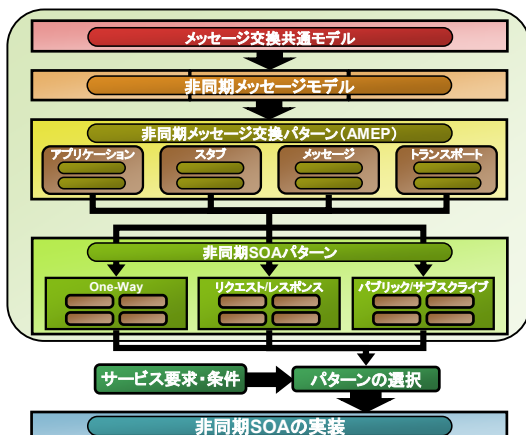 メッセージ交換共通モデル
非同期メッセージモデル
非同期メッセージ交換パターン（AMEP）
アプリケーション
スタブ
メッセージ
トランスポート
非同期SOAパターン
One-Way
リクエスト/レスポンス
パブリック/サブスクライブ
サービス要求・条件
パターンの選択
非同期SOAの実装